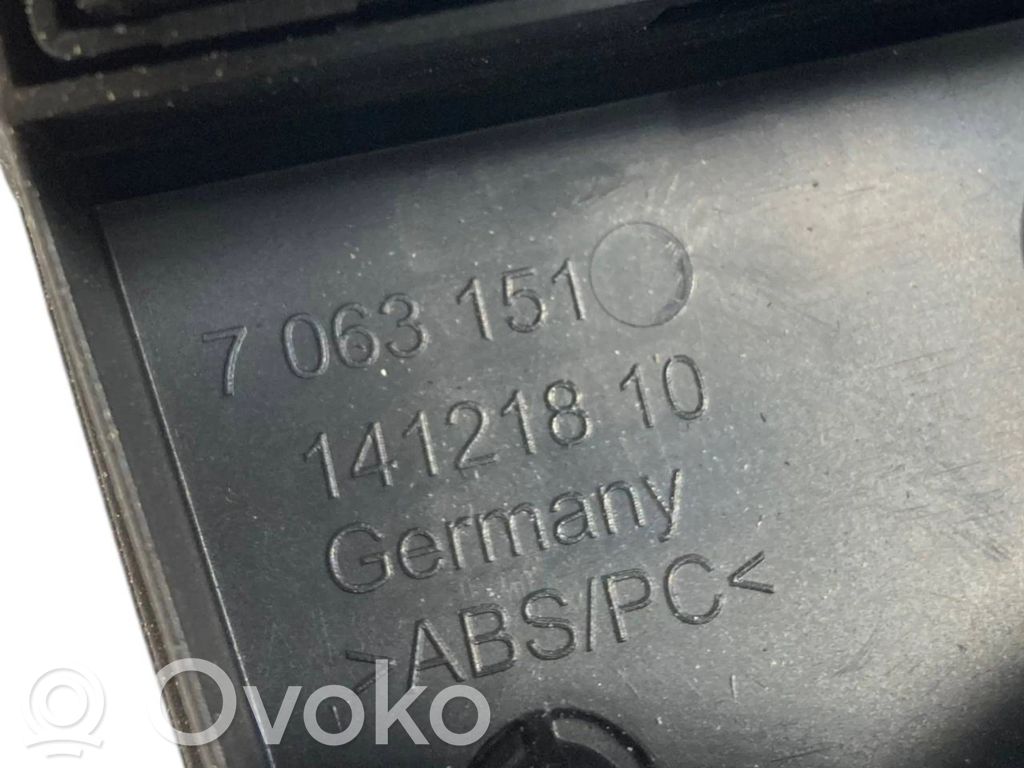 7 063 151
141218 10
Germany
>ABS/PC<
R Ovoko